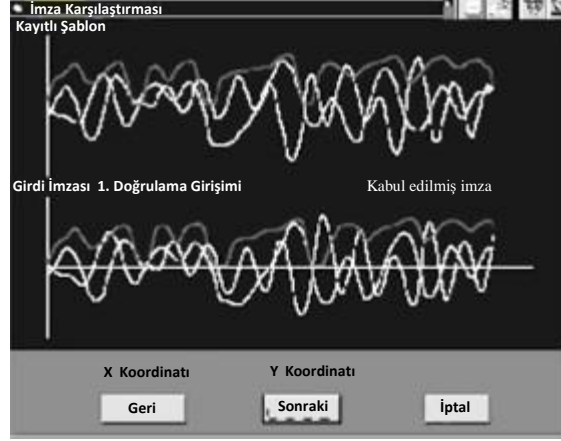 İmza Karşılaştırması
Kayıtlı Şablon
Girdi İmzası 1. Doğrulama Girişimi Kabul edilmiş imza
X Koordinatı Y Koordinatı
Geri Sonraki İptal